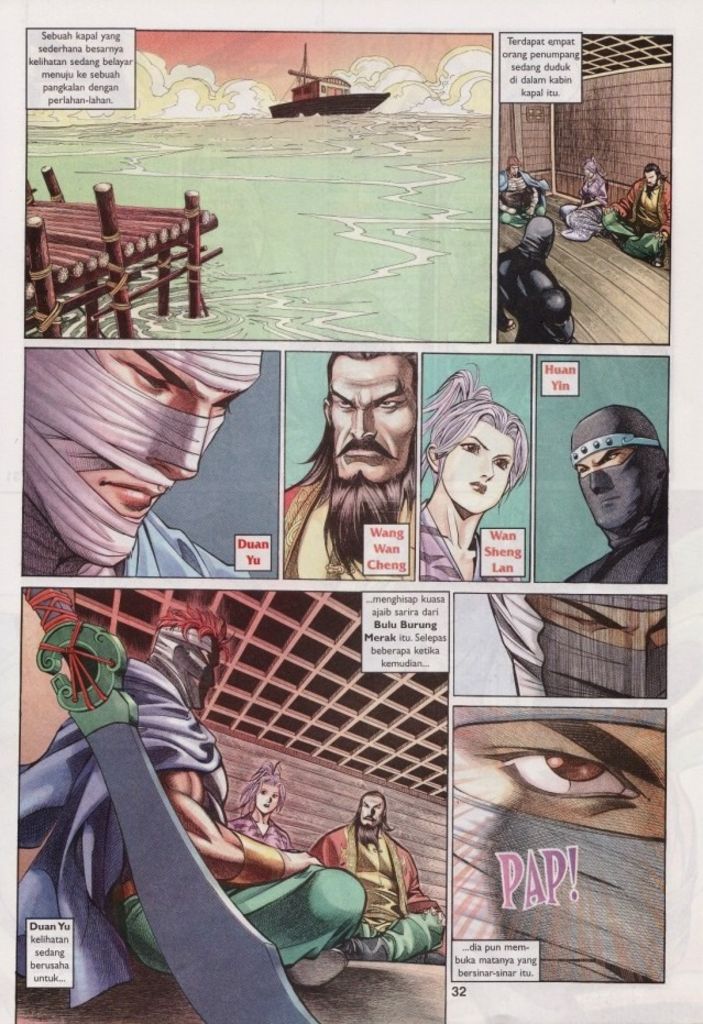 Sebuah kapal yang
sederhana besarnya
kelihatan sedang belayar
menuju ke sebuah
pangkalan dengan
perlahan-lahan.
Terdapat empat
orang penumpang
sedang duduk
di dalam kabin
kapal itu.
Duan
Yu
Wang
Wan
Cheng
Wan
Sheng
Lan
Huan
Yin
Duan Yu
kelihatan
sedang
berusaha
untuk...
...menghisap kuasa
ajaib sarira dari
Bulu Burung
Merak itu. Selepas
beberapa ketika
kemudian...
PAP!
...dia pun mem-
buka matanya yang
bersinar-sinar itu.
32